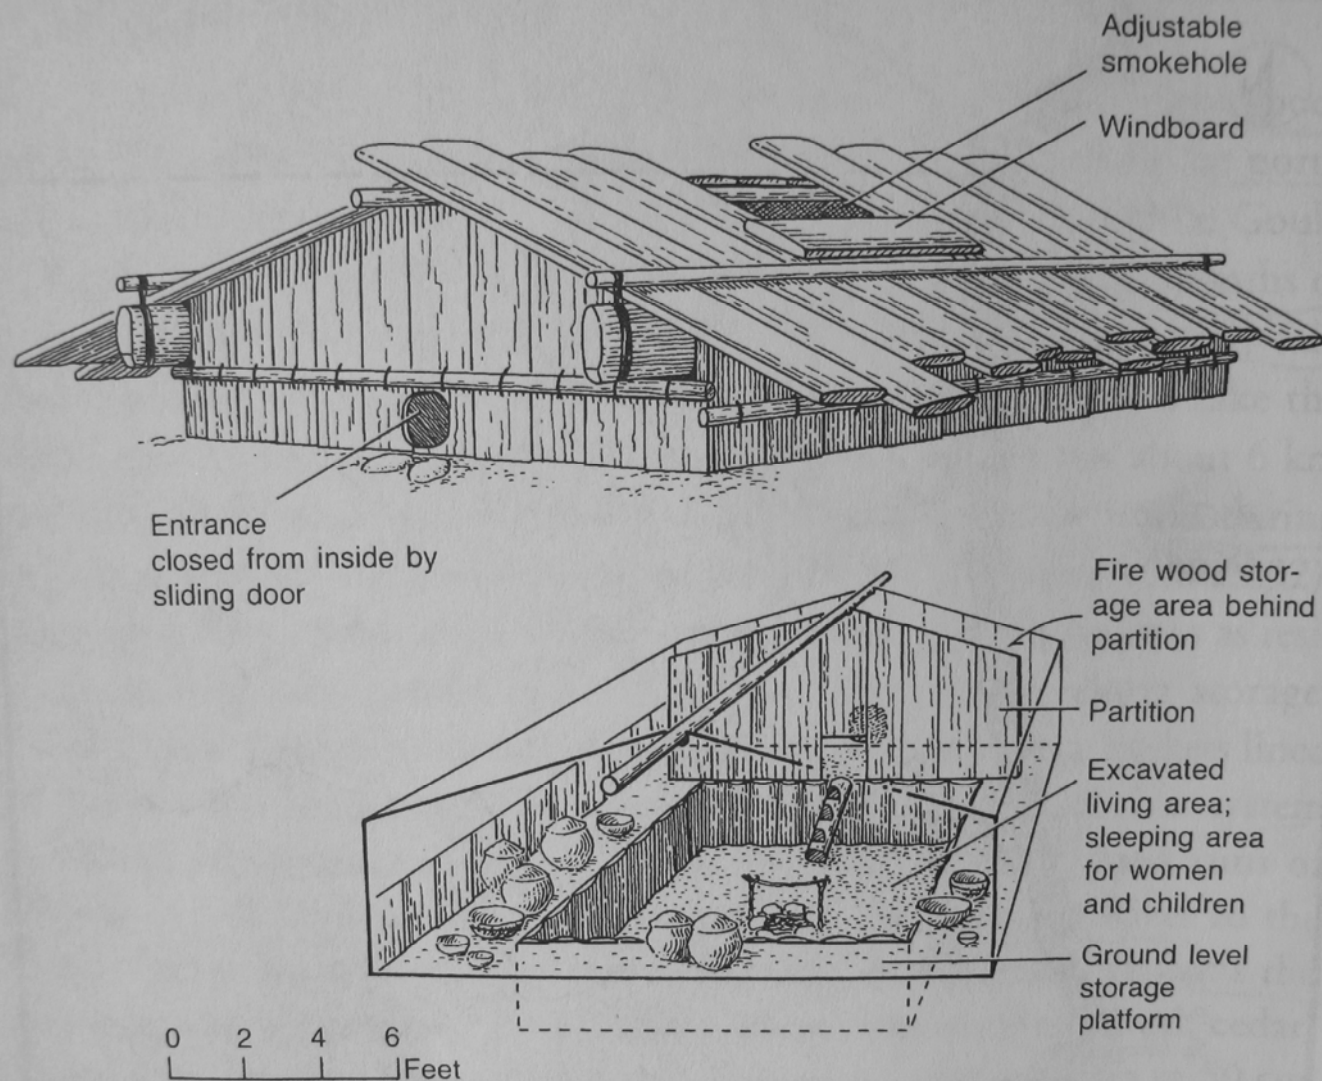 Adjustable
smokehole
Windboard
Entrance
closed from inside by
sliding door
Fire wood stor-
age area behind
partition
Partition
Excavated
living area;
sleeping area
for women
and children
Ground level
storage
platform
0 2 4 6
Feet